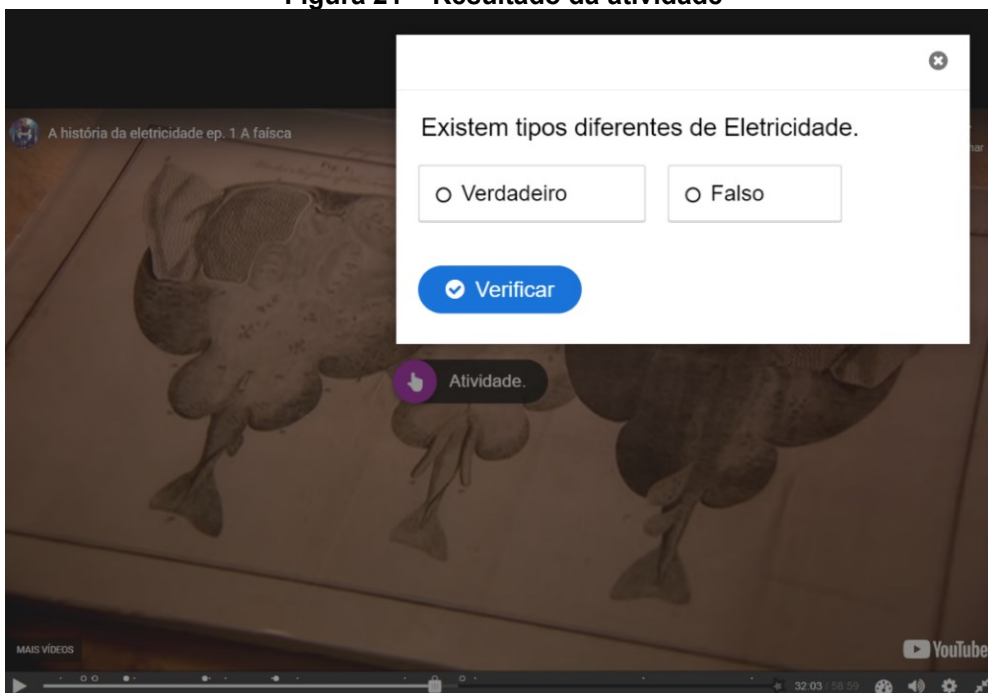 Figura 21 – Resultado da atividade
A história da eletricidade ep. 1 A faísca
Existem tipos diferentes de Eletricidade.
Verdadeiro
Falso
Verificar
Atividade.
MAIS VÍDEOS
YouTube
32:03 / 58:59